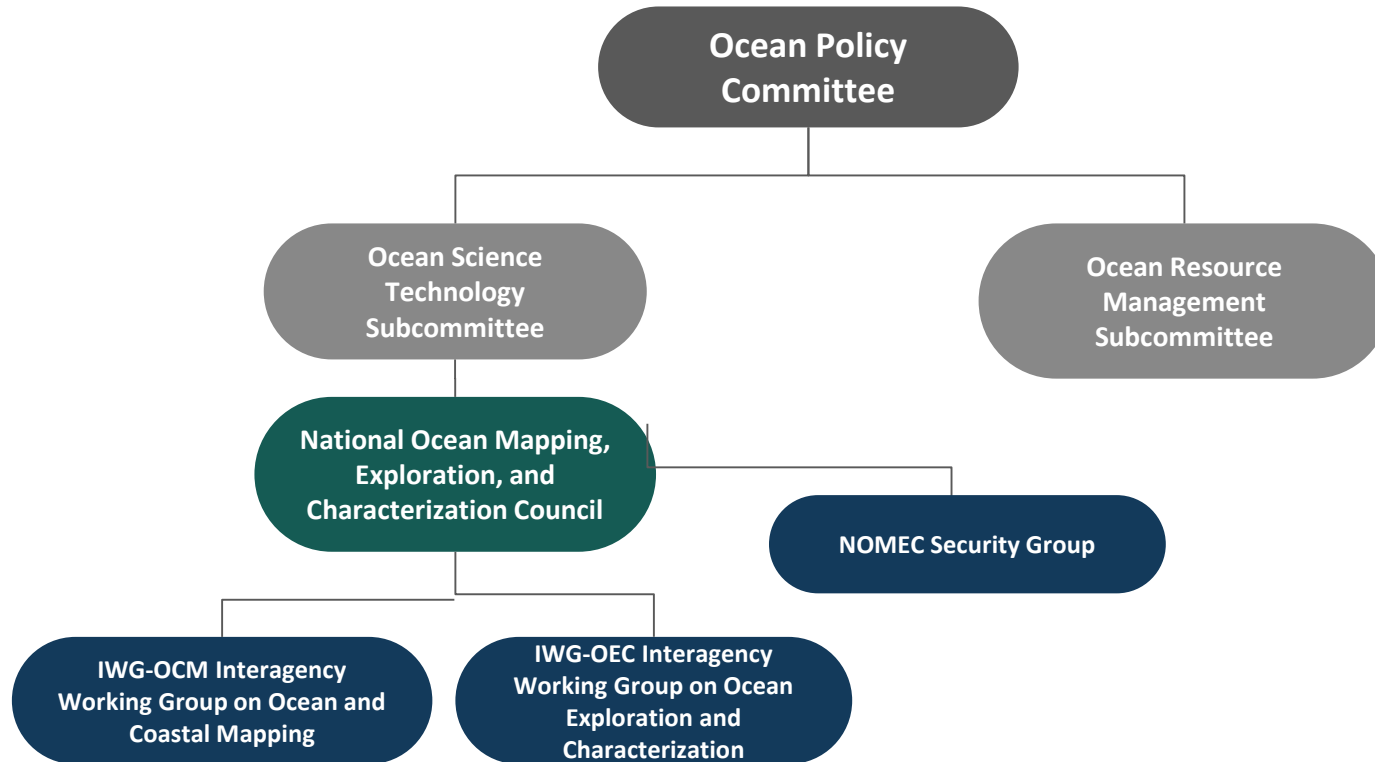 Ocean Policy
Committee
Ocean Science
Technology
Subcommittee
Ocean Resource
Management
Subcommittee
National Ocean Mapping,
Exploration, and
Characterization Council
NOMEC Security Group
IWG-OCM Interagency
Working Group on Ocean and
Coastal Mapping
IWG-OEC Interagency
Working Group on Ocean
Exploration and
Characterization